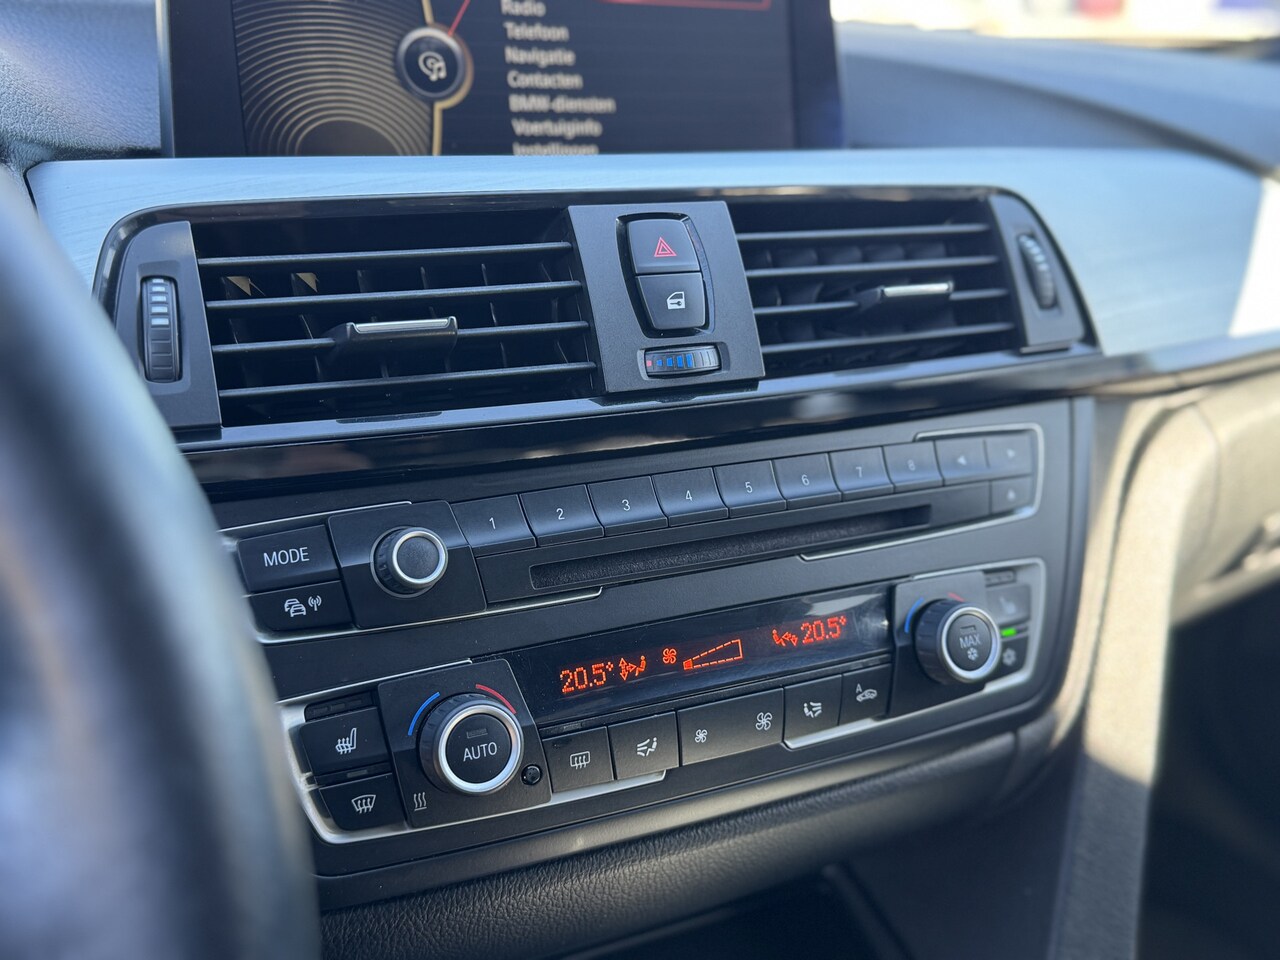 Radio
Telefoon
Navigatie
Contacten
BMW-diensten
Voertuiginfo
Instellingen
1 2 3 4 5 6 7 8
MODE
20.5° 20.5°
MAX
AUTO
A